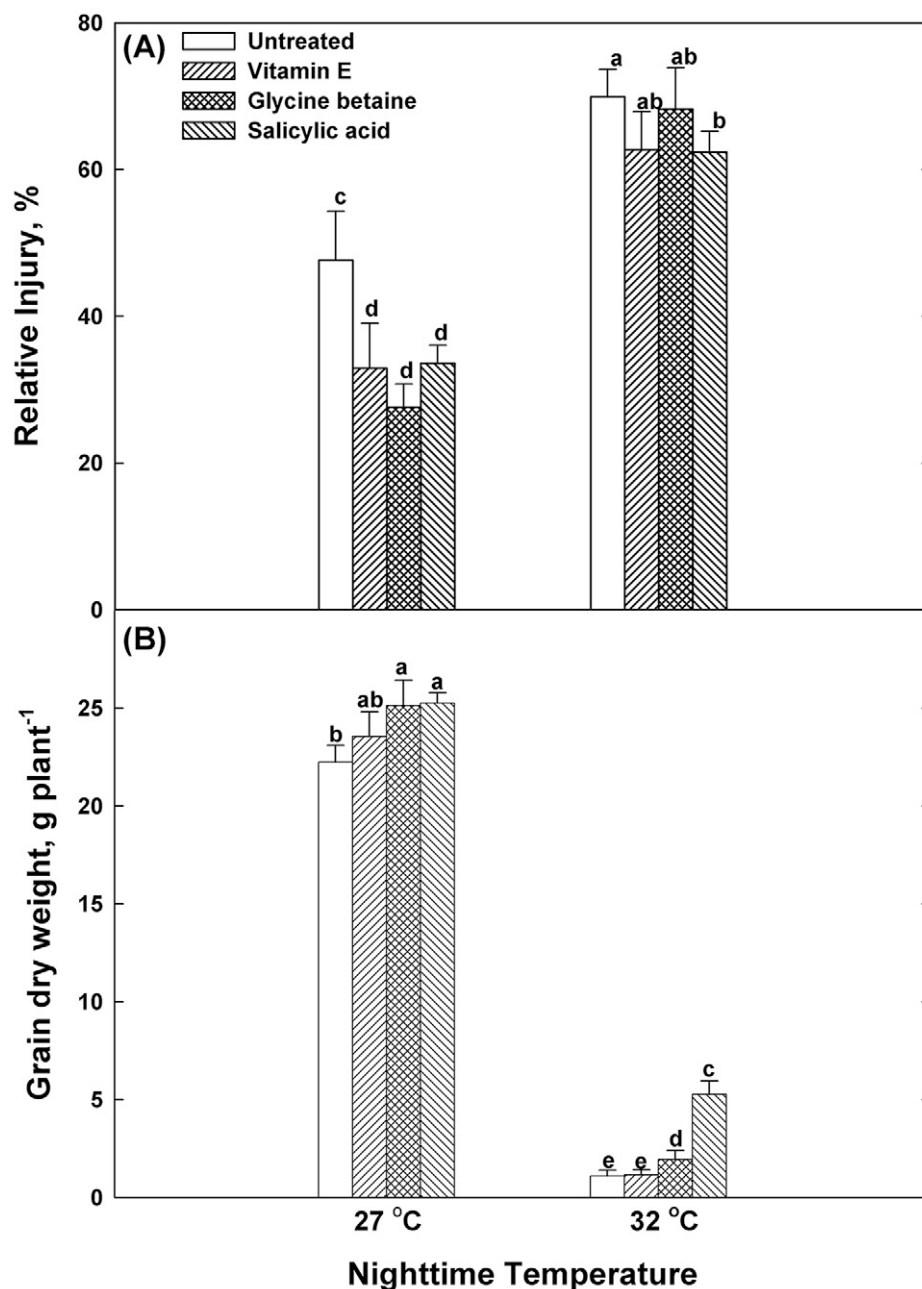 (A)
Untreated
Vitamin E
Glycine betaine
Salicylic acid
Relative Injury, %
80
60
40
20
0
c
d
d
d
a
ab
ab
b
(B)
Grain dry weight, g plant⁻¹
25
20
15
10
5
0
b
ab
a
a
e
e
d
c
27 °C
32 °C
Nighttime Temperature